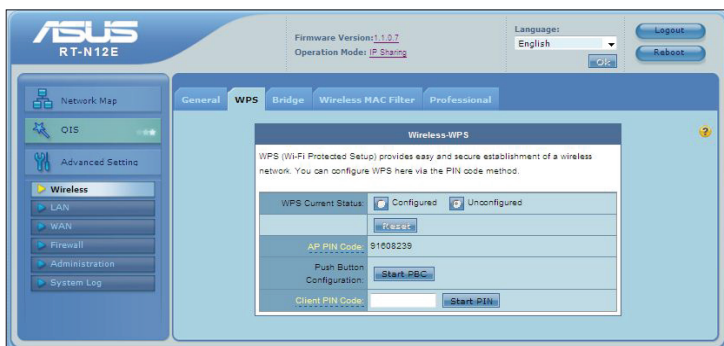 ASUS
RT-N12E
Firmware Version:1.1.0.7
Operation Mode: IP Sharing
Language:
English
Ok
Logout
Reboot
Network Map
QIS
Advanced Setting
Wireless
LAN
WAN
Firewall
Administration
System Log
General WPS Bridge Wireless MAC Filter Professional
Wireless-WPS
WPS (Wi-Fi Protected Setup) provides easy and secure establishment of a wireless
network. You can configure WPS here via the PIN code method.
WPS Current Status: Configured Unconfigured
Reset
AP PIN Code: 91608239
Push Button
Configuration: Start PBC
Client PIN Code: Start PIN
?